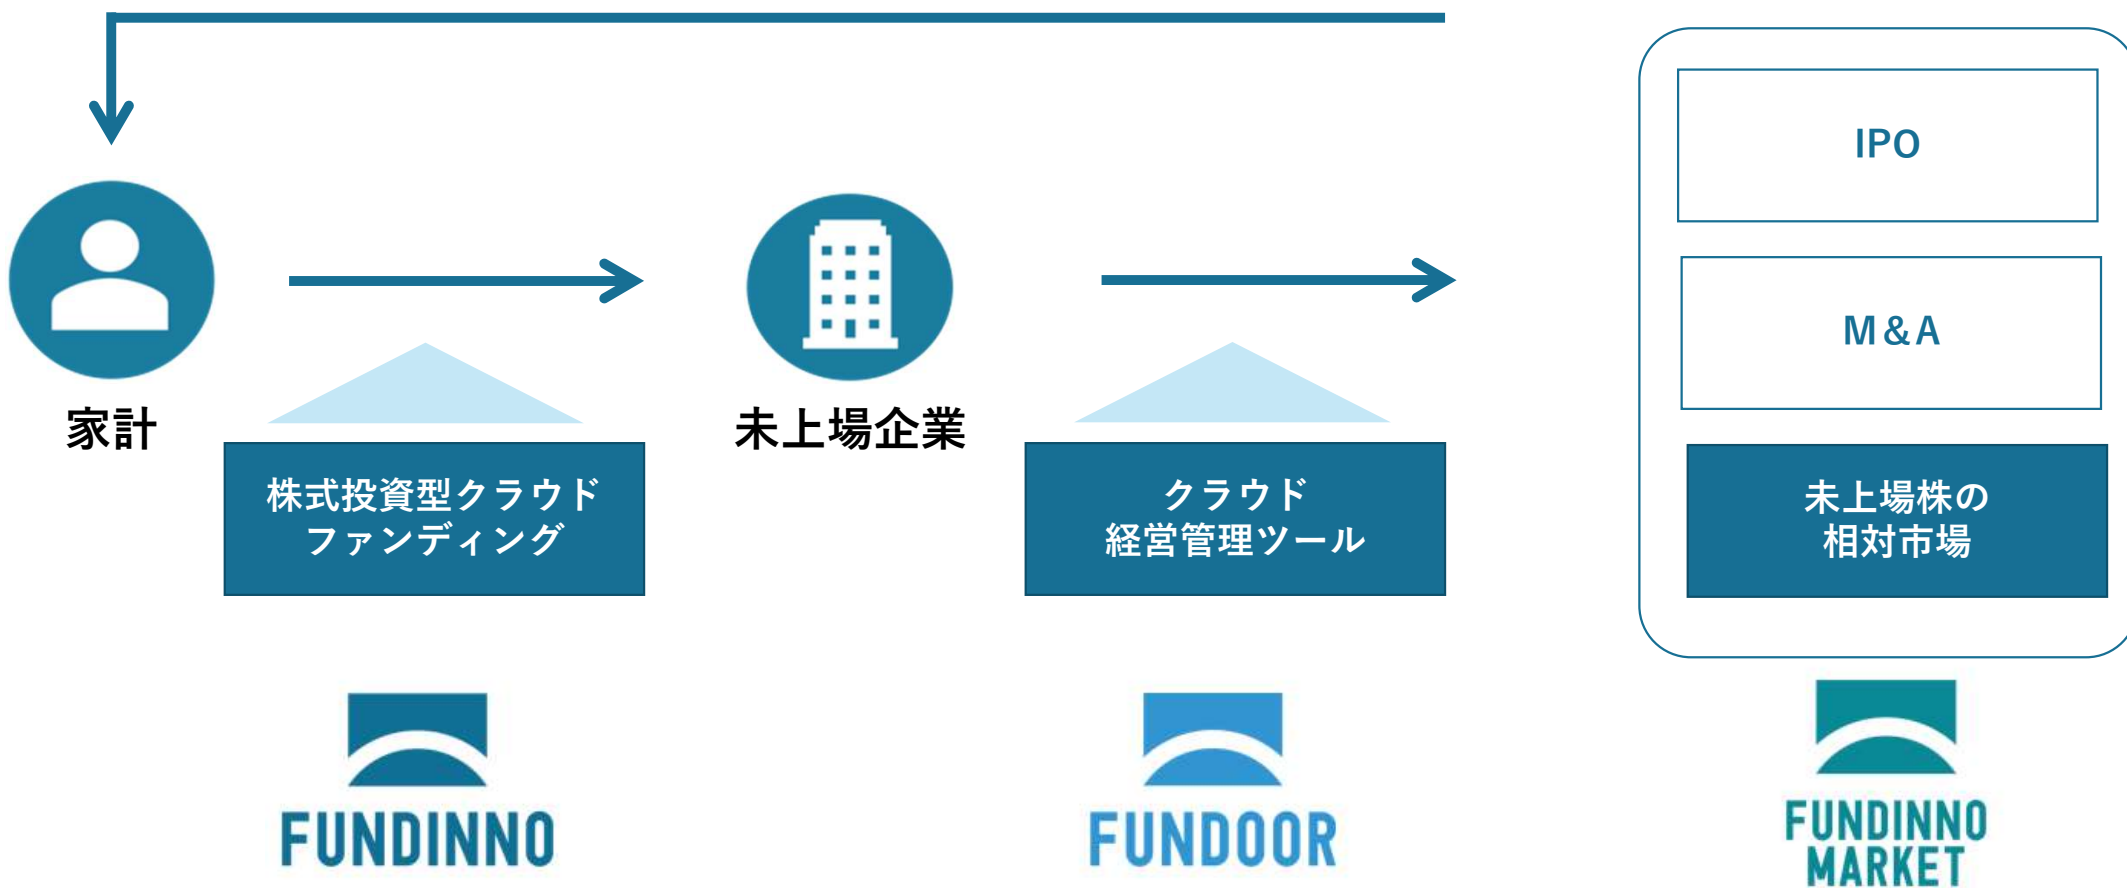 家計
株式投資型クラウド
ファンディング
FUNDINNO
未上場企業
クラウド
経営管理ツール
FUNDOOR
IPO
M&A
未上場株の
相対市場
FUNDINNO
MARKET